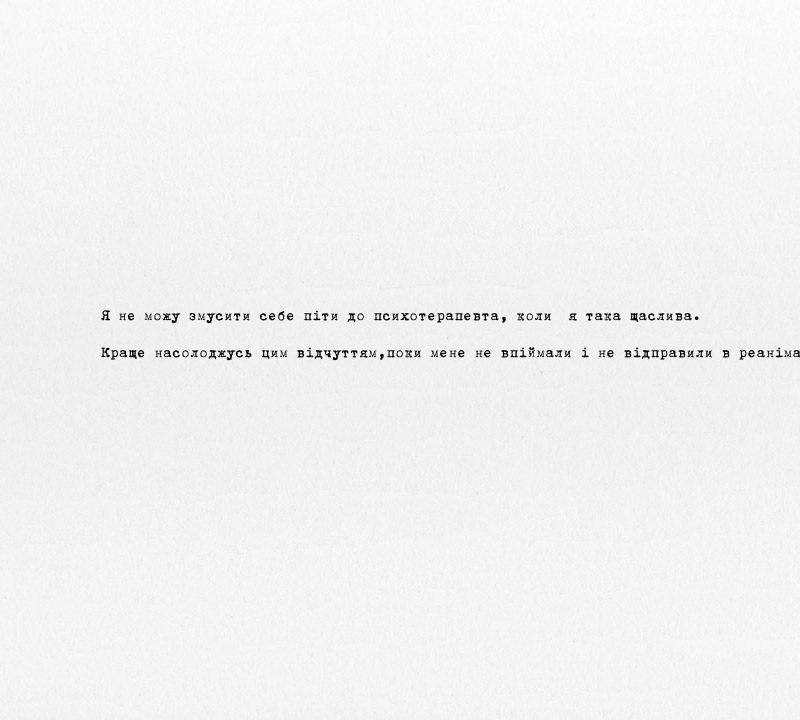 Я не можу змусити себе піти до психотерапевта, коли  я така щаслива.
Краще насолоджусь цим відчуттям,поки мене не впіймали і не відправили в реаніма